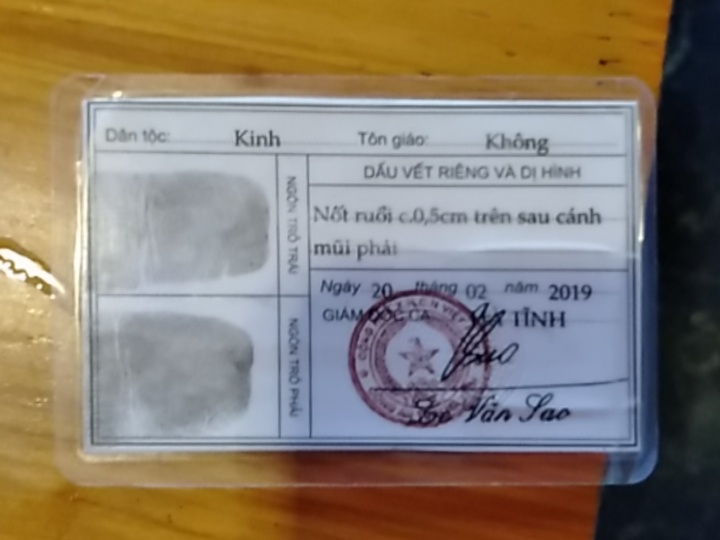 Dân tộc: Kinh Tôn giáo: Không
DẤU VẾT RIÊNG VÀ DỊ HÌNH
NGÓN TRỎ TRÁI
Nốt ruồi c.0,5cm trên sau cánh
mũi phải
Ngày 20 tháng 02 năm 2019
GIÁM ĐỐC CA TỈNH
NGÓN TRỎ PHẢI
Văn Sao